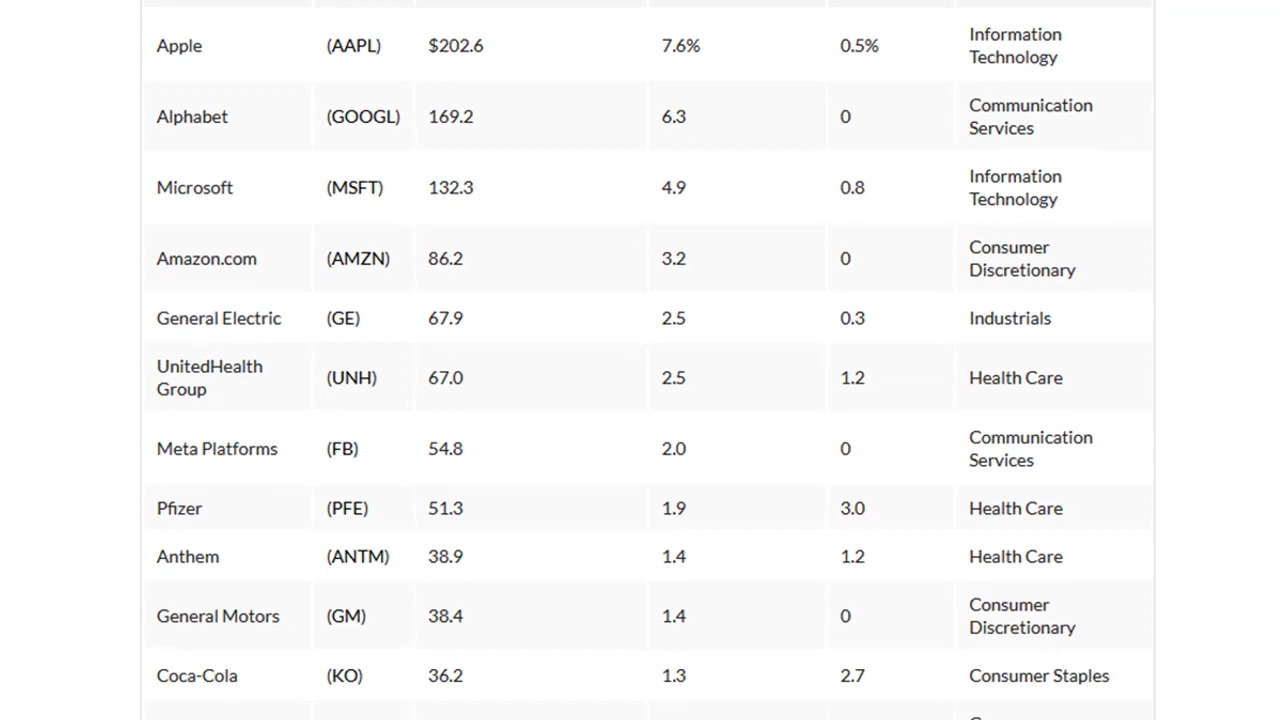 Apple (AAPL) $202.6 7.6% 0.5% Information
Technology
Alphabet (GOOGL) 169.2 6.3 0 Communication
Services
Microsoft (MSFT) 132.3 4.9 0.8 Information
Technology
Amazon.com (AMZN) 86.2 3.2 0 Consumer
Discretionary
General Electric (GE) 67.9 2.5 0.3 Industrials
UnitedHealth
Group (UNH) 67.0 2.5 1.2 Health Care
Meta Platforms (FB) 54.8 2.0 0 Communication
Services
Pfizer (PFE) 51.3 1.9 3.0 Health Care
Anthem (ANTM) 38.9 1.4 1.2 Health Care
General Motors (GM) 38.4 1.4 0 Consumer
Discretionary
Coca-Cola (KO) 36.2 1.3 2.7 Consumer Staples